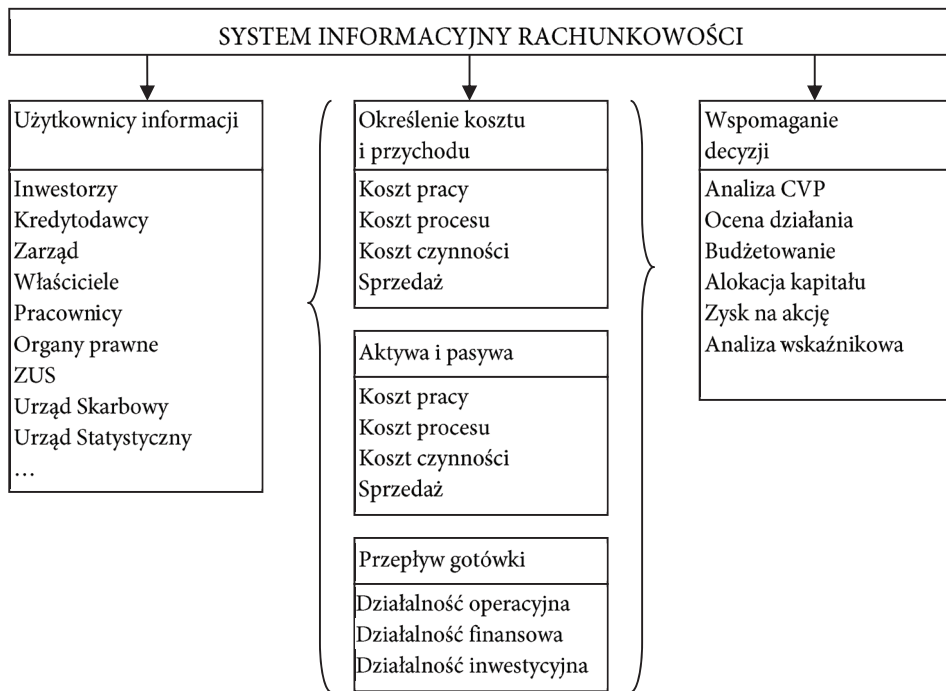 SYSTEM INFORMACYJNY RACHUNKOWOŚCI
Użytkownicy informacji
Inwestorzy
Kredytodawcy
Zarząd
Właściciele
Pracownicy
Organy prawne
ZUS
Urząd Skarbowy
Urząd Statystyczny
…
Określenie kosztu
i przychodu
Koszt pracy
Koszt procesu
Koszt czynności
Sprzedaż
Aktywa i pasywa
Koszt pracy
Koszt procesu
Koszt czynności
Sprzedaż
Przepływ gotówki
Działalność operacyjna
Działalność finansowa
Działalność inwestycyjna
Wspomaganie
decyzji
Analiza CVP
Ocena działania
Budżetowanie
Alokacja kapitału
Zysk na akcję
Analiza wskaźnikowa